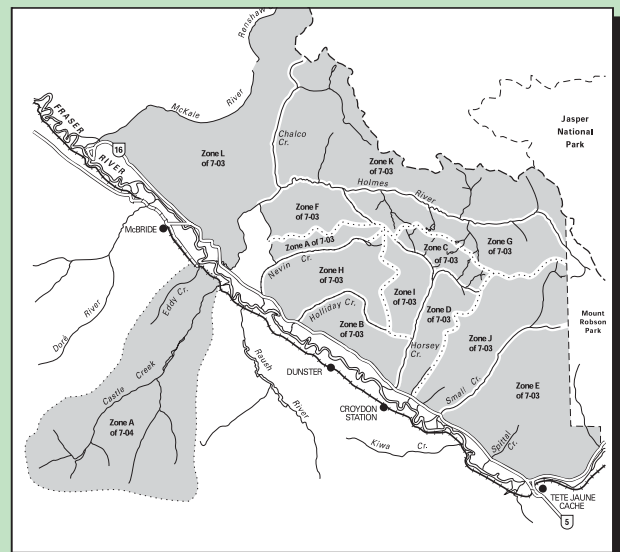 Renshaw
McKale
River
Chalco
Cr.
Jasper
National
Park
FRASER
RIVER
16
Zone L
of 7-03
Zone K
of 7-03
Holmes
River
Zone F
of 7-03
McBRIDE
Zone A of 7-03
Zone C
of 7-03
Zone G
of 7-03
Nevin Cr.
Zone H
of 7-03
Eddy Cr.
Holliday Cr.
Zone I
of 7-03
Zone D
of 7-03
Doré
River
Zone B
of 7-03
Horsey
Cr.
Zone J
of 7-03
Mount
Robson
Park
Castle
Creek
Raush
River
DUNSTER
Small Cr.
Zone E
of 7-03
Zone A
of 7-04
CROYDON
STATION
Kiwa Cr.
Spittal
Cr.
TETE JAUNE
CACHE
5